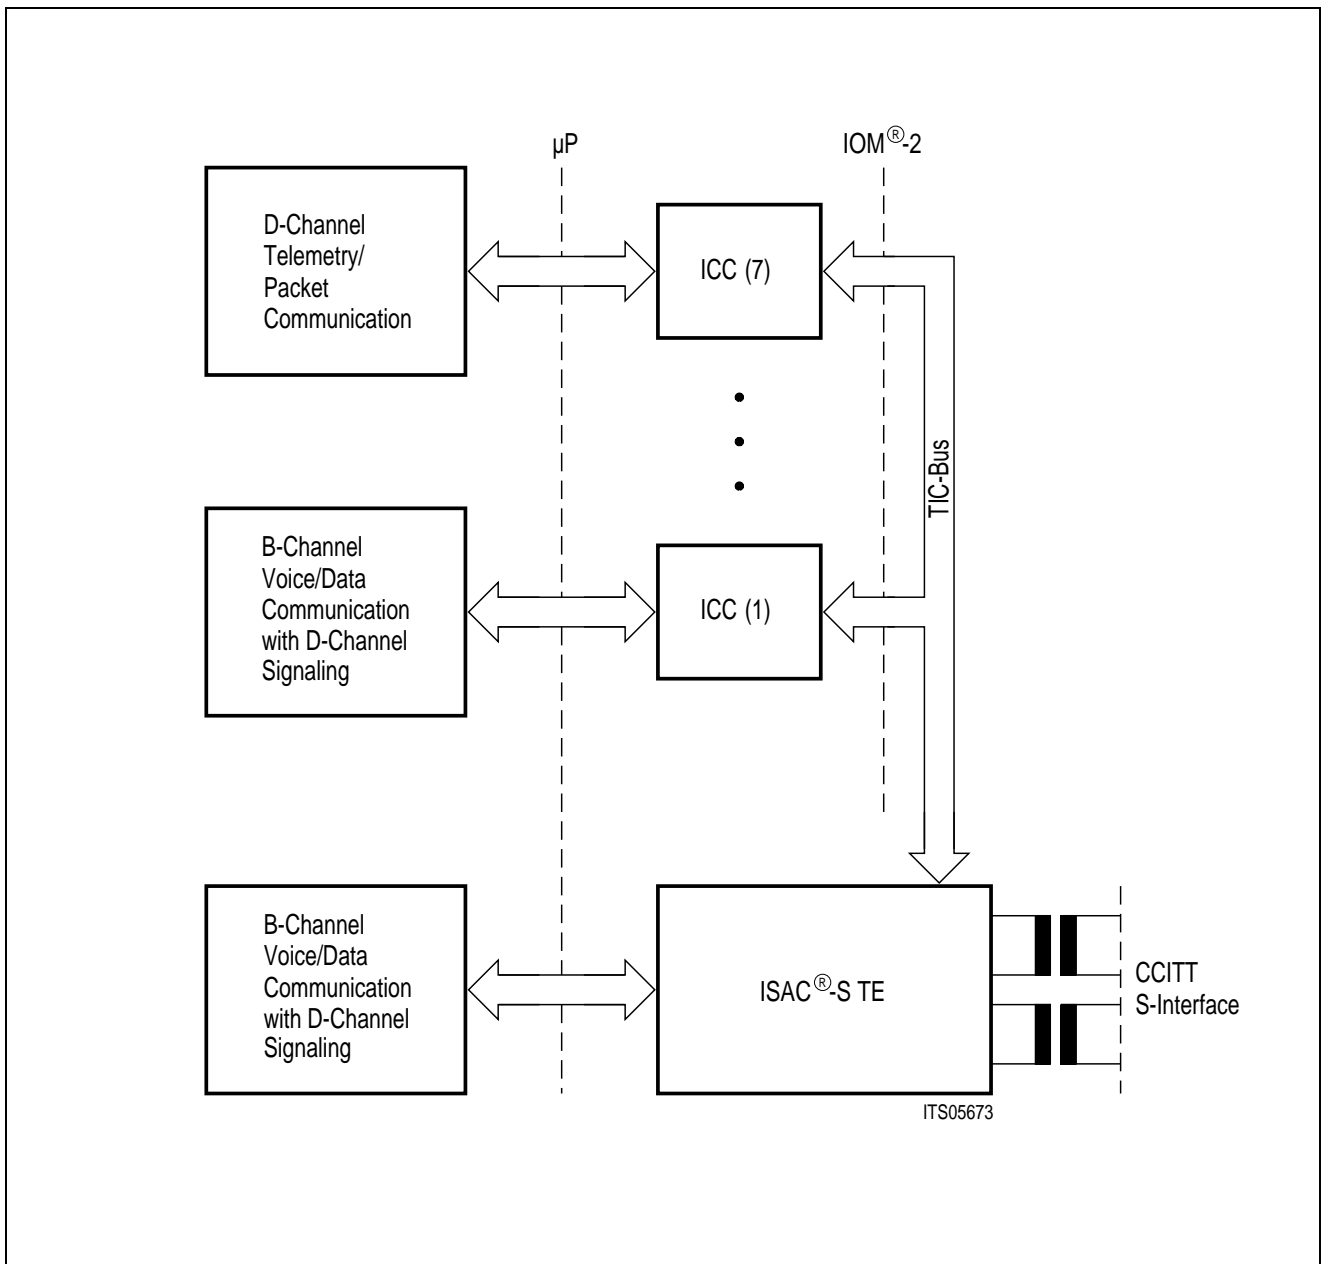 µP
IOM®-2
D-Channel
Telemetry/
Packet
Communication
ICC (7)
TIC-Bus
B-Channel
Voice/Data
Communication
with D-Channel
Signaling
ICC (1)
B-Channel
Voice/Data
Communication
with D-Channel
Signaling
ISAC®-S TE
CCITT
S-Interface
ITS05673